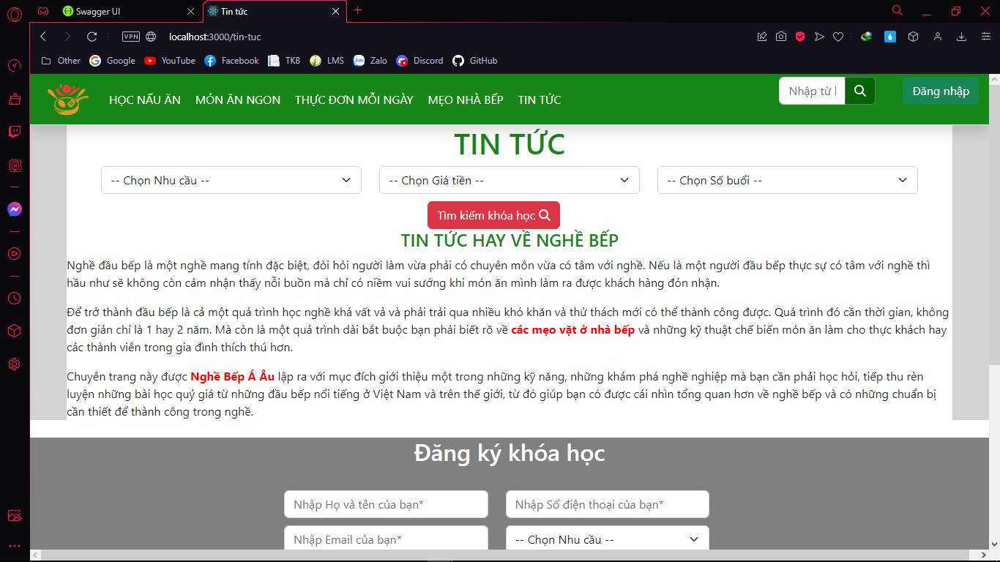 Swagger UI
Tin tức
VPN
localhost:3000/tin-tuc
Other Google YouTube Facebook TKB LMS Zalo Discord GitHub
HỌC NẤU ĂN MÓN ĂN NGON THỰC ĐƠN MỖI NGÀY MẸO NHÀ BẾP TIN TỨC
Nhập từ l
Đăng nhập
TIN TỨC
-- Chọn Nhu cầu --
-- Chọn Giá tiền --
-- Chọn Số buổi --
Tìm kiếm khóa học
TIN TỨC HAY VỀ NGHỀ BẾP
Nghề đầu bếp là một nghề mang tính đặc biệt, đòi hỏi người làm vừa phải có chuyên môn vừa có tâm với nghề. Nếu là một người đầu bếp thực sự có tâm với nghề thì
hầu như sẽ không còn cảm nhận thấy nỗi buồn mà chỉ có niềm vui sướng khi món ăn mình làm ra được khách hàng đón nhận.
Để trở thành đầu bếp là cả một quá trình học nghề khá vất vả và phải trải qua nhiều khó khăn và thử thách mới có thể thành công được. Quá trình đó cần thời gian, không
đơn giản chỉ là 1 hay 2 năm. Mà còn là một quá trình dài bắt buộc bạn phải biết rõ về các mẹo vặt ở nhà bếp và những kỹ thuật chế biến món ăn làm cho thực khách hay
các thành viên trong gia đình thích thú hơn.
Chuyên trang này được Nghề Bếp Á Âu lập ra với mục đích giới thiệu một trong những kỹ năng, những khám phá nghề nghiệp mà bạn cần phải học hỏi, tiếp thu rèn
luyện những bài học quý giá từ những đầu bếp nổi tiếng ở Việt Nam và trên thế giới, từ đó giúp bạn có được cái nhìn tổng quan hơn về nghề bếp và có những chuẩn bị
cần thiết để thành công trong nghề.
Đăng ký khóa học
Nhập Họ và tên của bạn*
Nhập Số điện thoại của bạn*
Nhập Email của bạn*
-- Chọn Nhu cầu --